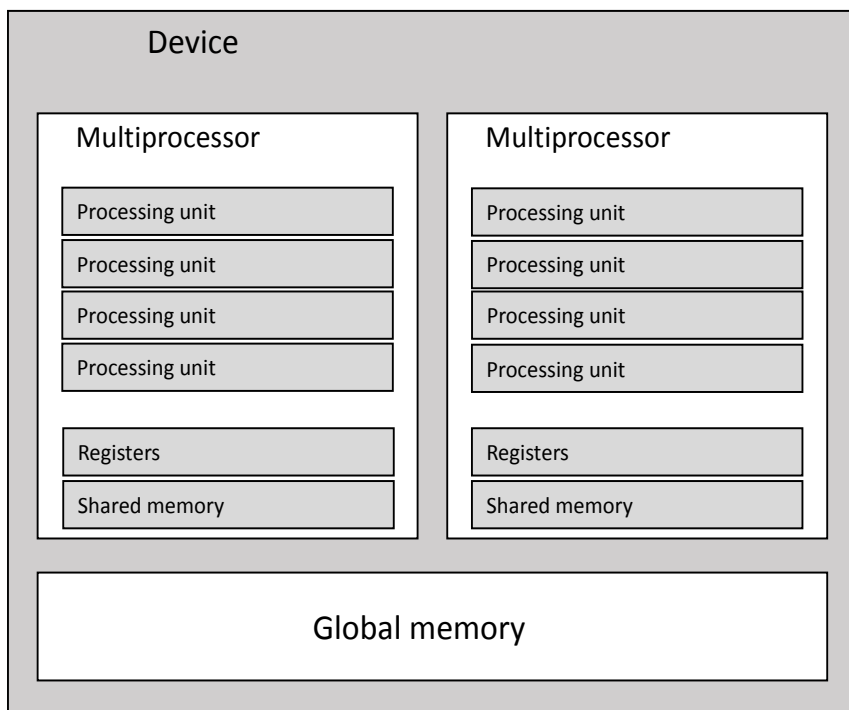 Device
Multiprocessor
Processing unit
Processing unit
Processing unit
Processing unit
Registers
Shared memory
Multiprocessor
Processing unit
Processing unit
Processing unit
Processing unit
Registers
Shared memory
Global memory